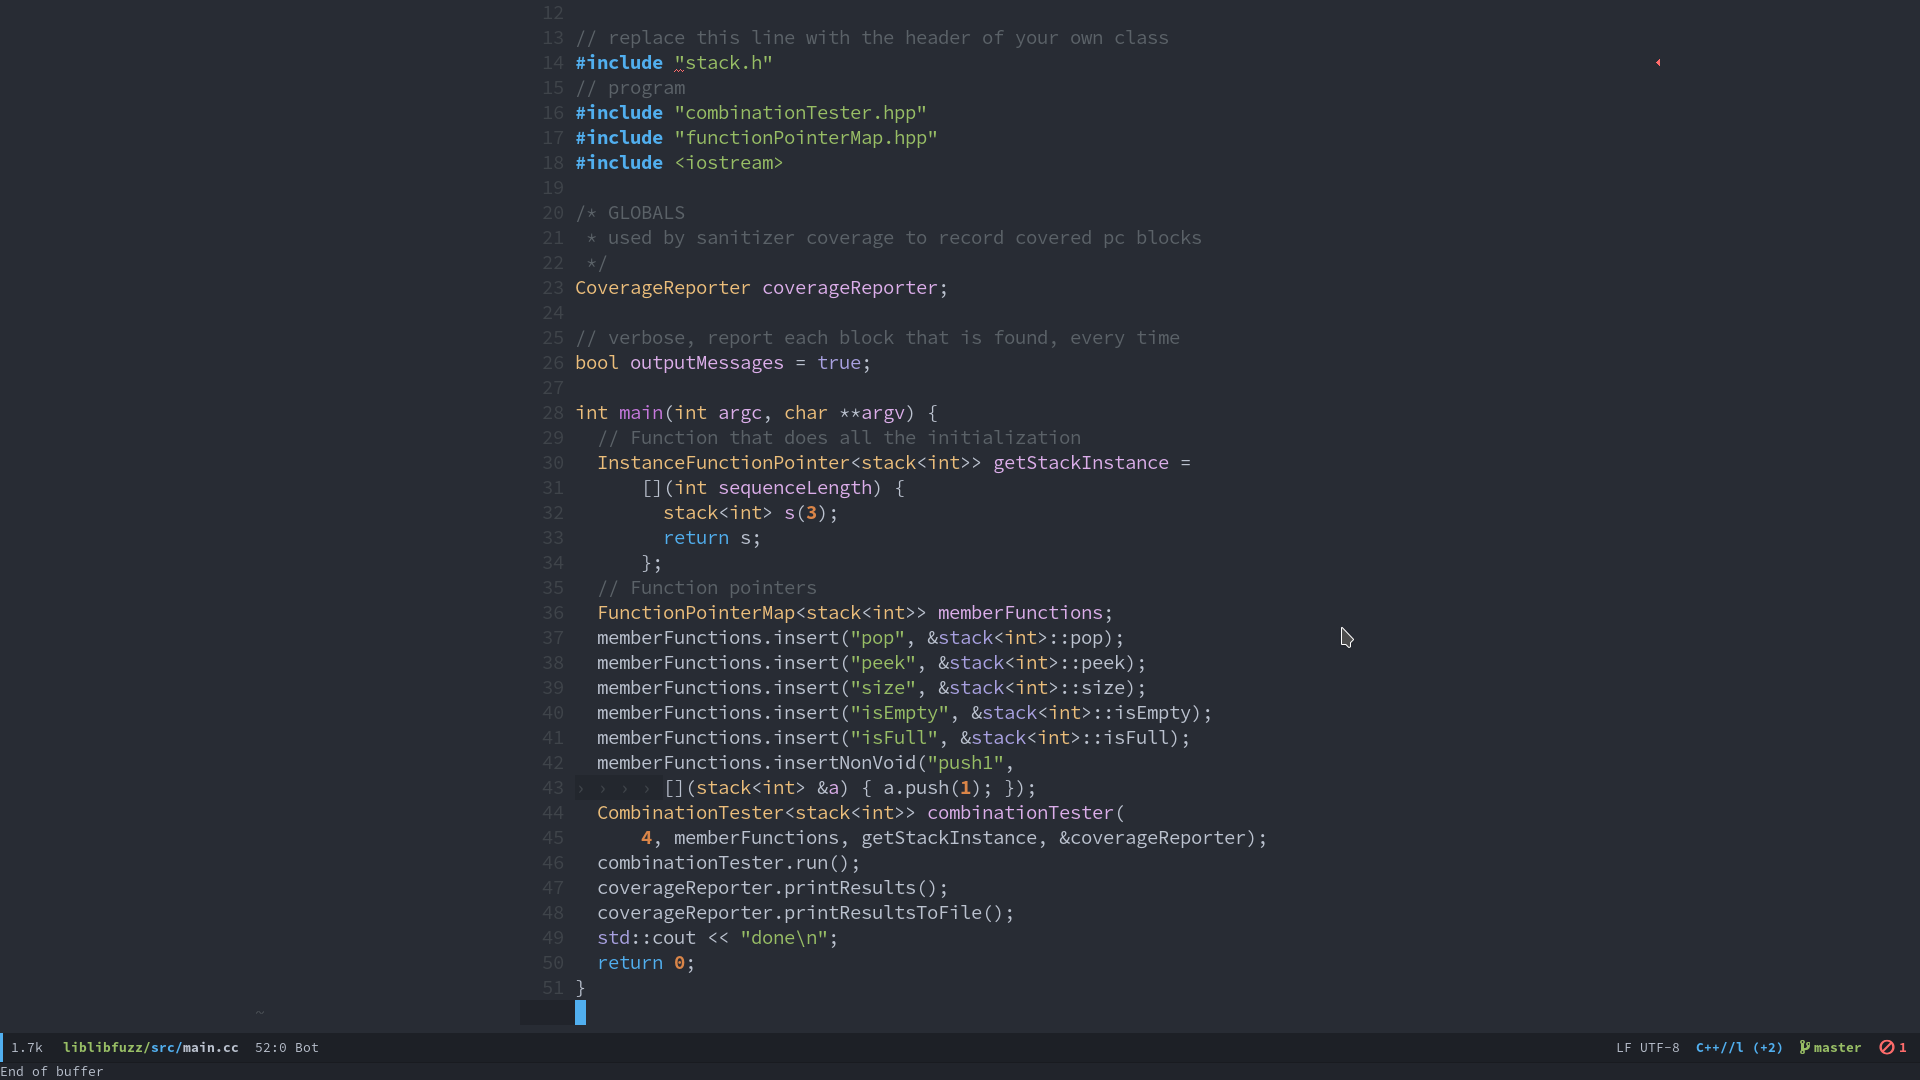 12
13 // replace this line with the header of your own class
14 #include "stack.h"
15 // program
16 #include "combinationTester.hpp"
17 #include "functionPointerMap.hpp"
18 #include <iostream>
19
20 /* GLOBALS
21  * used by sanitizer coverage to record covered pc blocks
22  */
23 CoverageReporter coverageReporter;
24
25 // verbose, report each block that is found, every time
26 bool outputMessages = true;
27
28 int main(int argc, char **argv) {
29   // Function that does all the initialization
30   InstanceFunctionPointer<stack<int>> getStackInstance =
31       [](int sequenceLength) {
32         stack<int> s(3);
33         return s;
34       };
35   // Function pointers
36   FunctionPointerMap<stack<int>> memberFunctions;
37   memberFunctions.insert("pop", &stack<int>::pop);
38   memberFunctions.insert("peek", &stack<int>::peek);
39   memberFunctions.insert("size", &stack<int>::size);
40   memberFunctions.insert("isEmpty", &stack<int>::isEmpty);
41   memberFunctions.insert("isFull", &stack<int>::isFull);
42   memberFunctions.insertNonVoid("push1",
43 › › › › [](stack<int> &a) { a.push(1); });
44   CombinationTester<stack<int>> combinationTester(
45       4, memberFunctions, getStackInstance, &coverageReporter);
46   combinationTester.run();
47   coverageReporter.printResults();
48   coverageReporter.printResultsToFile();
49   std::cout << "done\n";
50   return 0;
51 }
~
1.7k liblibfuzz/src/main.cc 52:0 Bot LF UTF-8 C++//l (+2) master 1
End of buffer